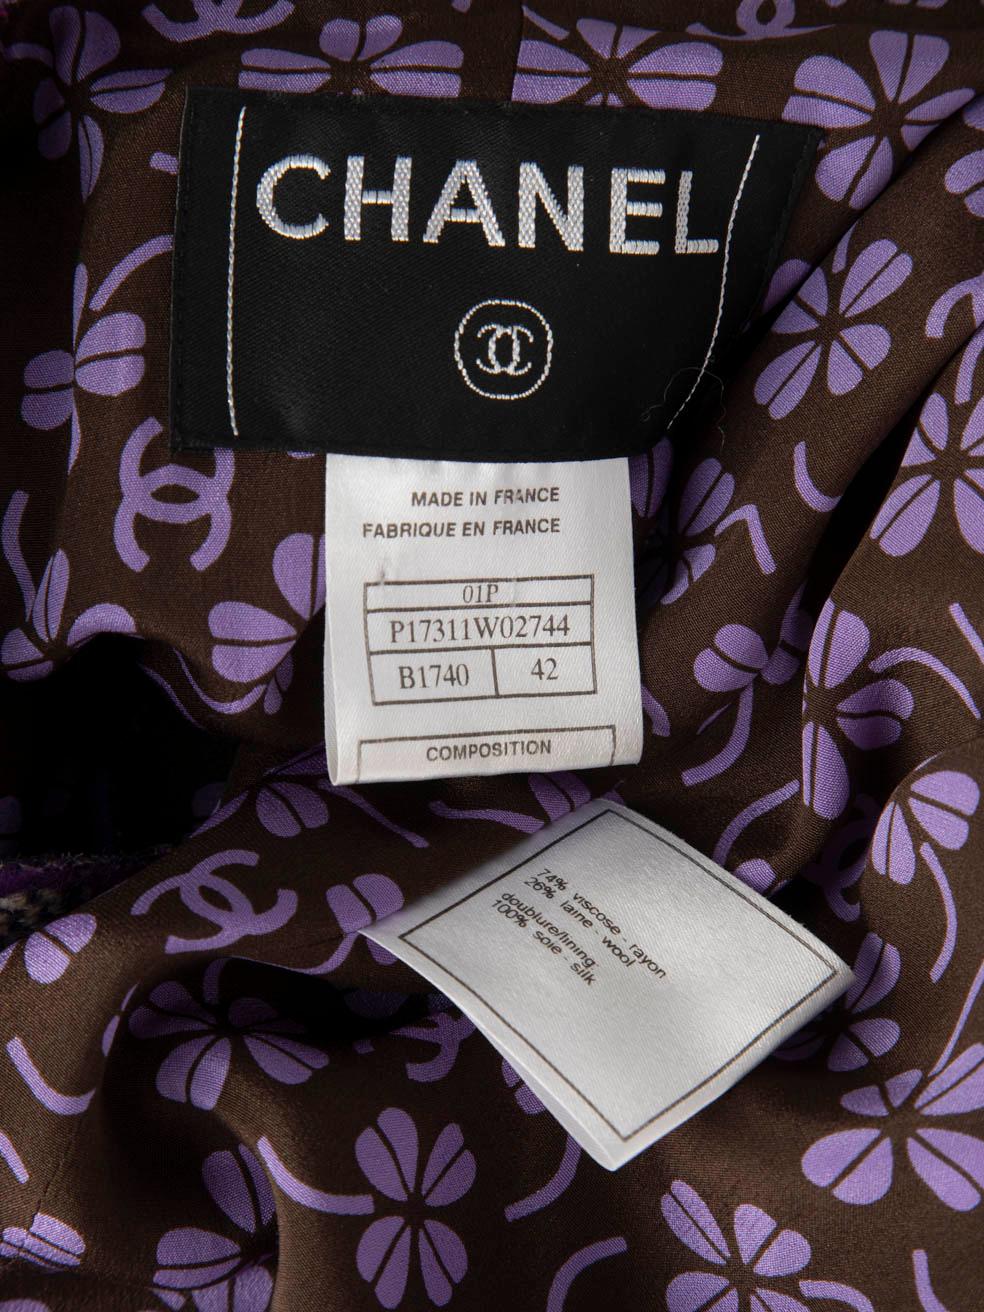 CHANEL
MADE IN FRANCE
FABRIQUE EN FRANCE
01P
P17311W02744
B1740 42
COMPOSITION
74% viscose - rayon
26% laine - wool
doublure/lining:
100% soie - silk